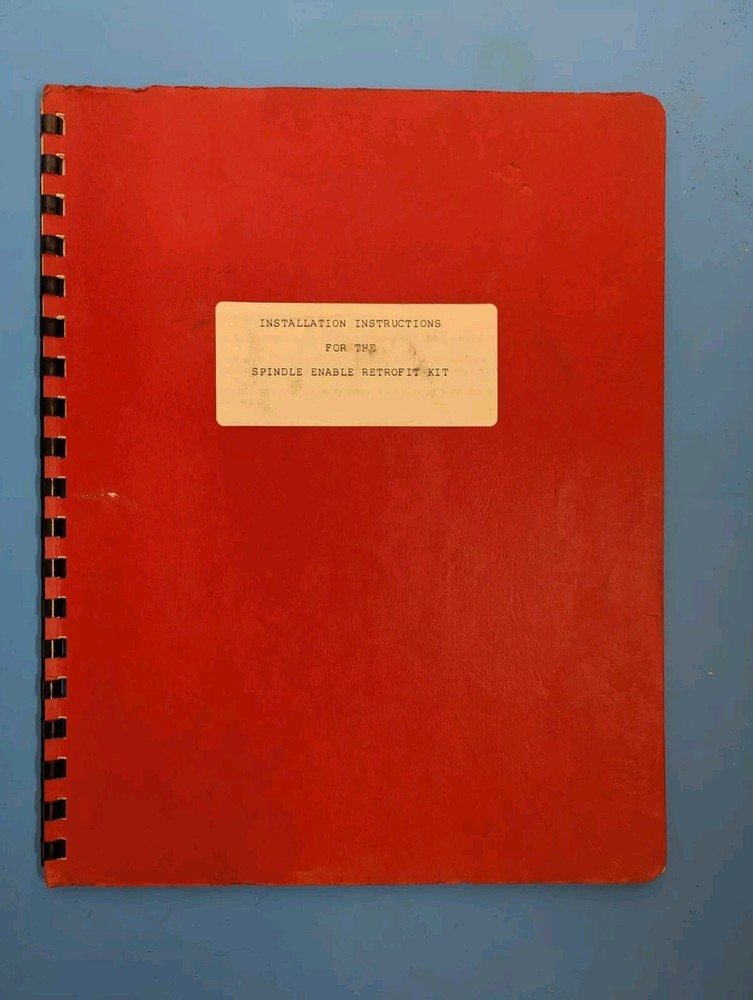 INSTALLATION INSTRUCTIONS
FOR THE
SPINDLE ENABLE RETROFIT KIT